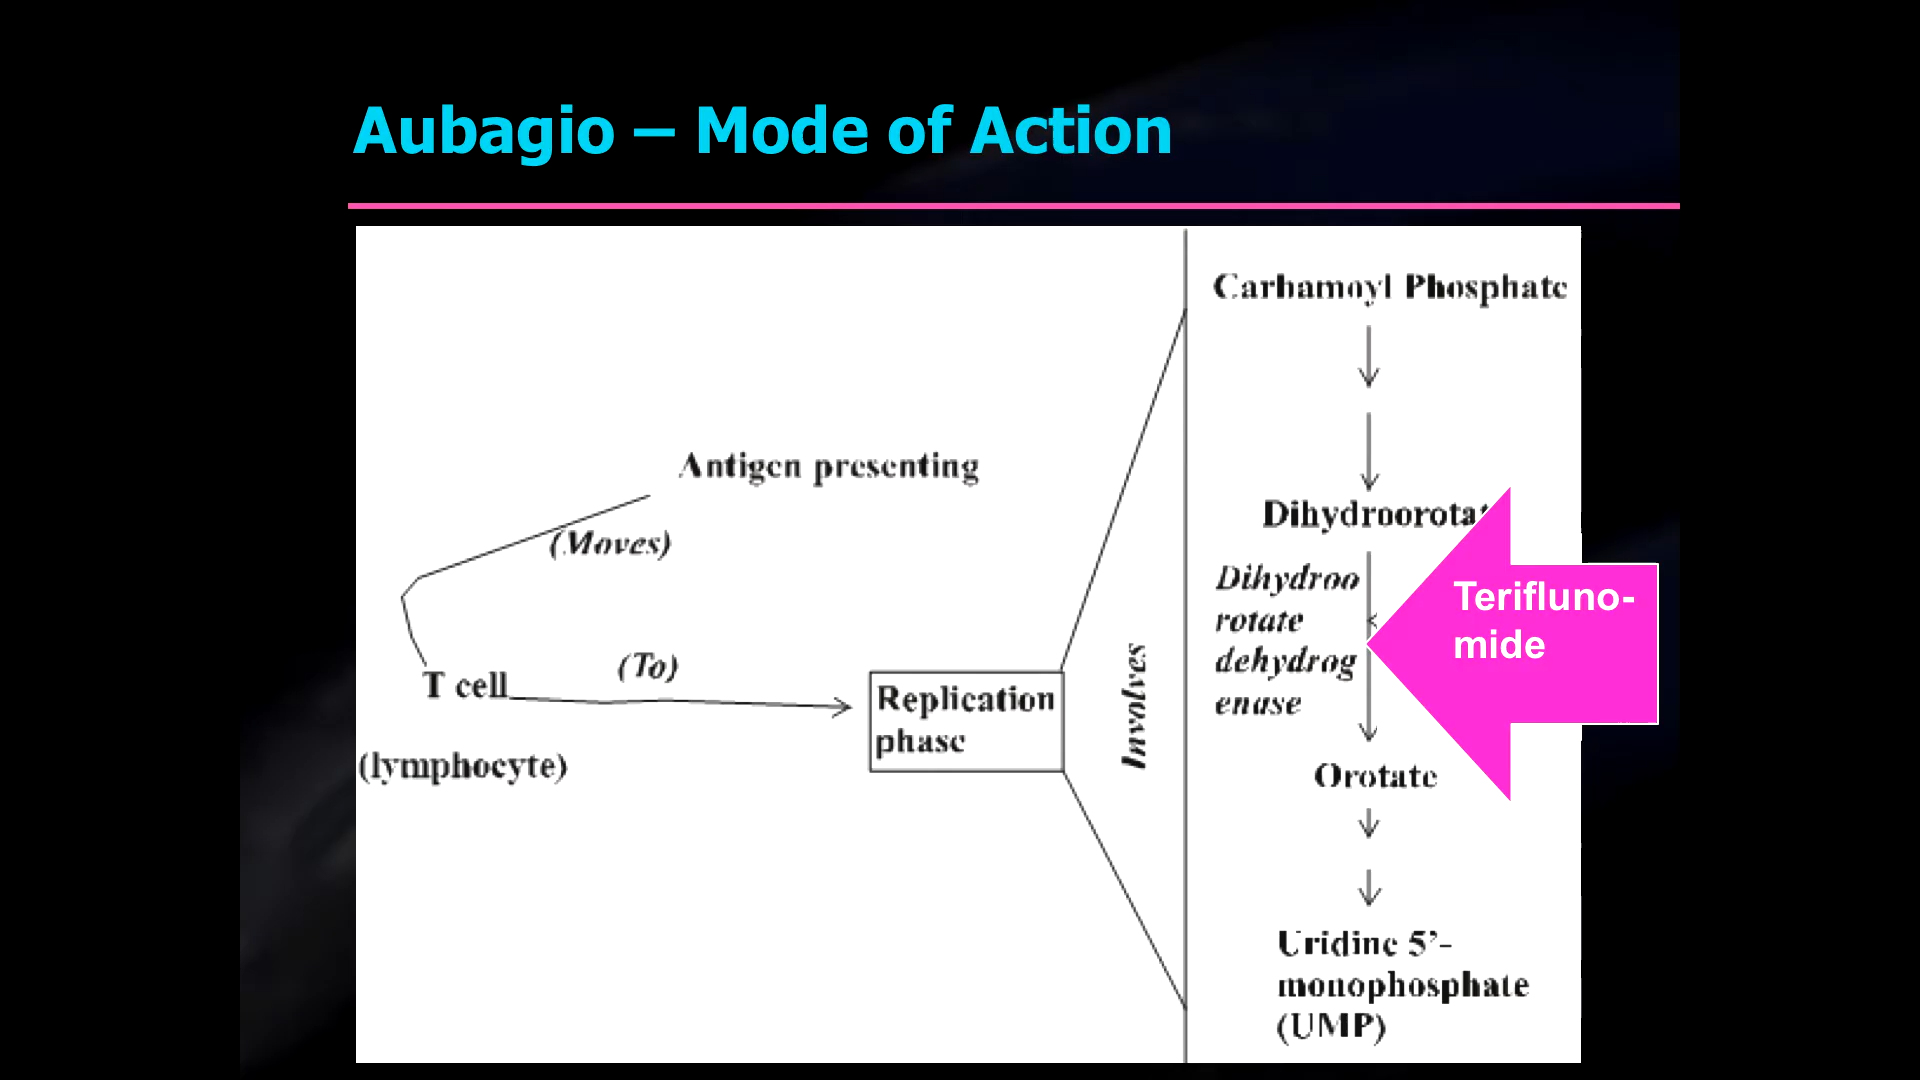 Aubagio – Mode of Action
Carbamoyl Phosphate
Antigen presenting
(Moves)
T cell
(To)
(lymphocyte)
Replication
phase
Involves
Dihydroorotat
Dihydroo
rotate
dehydrog
enase
Terifluno-
mide
Orotate
Uridine 5’-
monophosphate
(UMP)